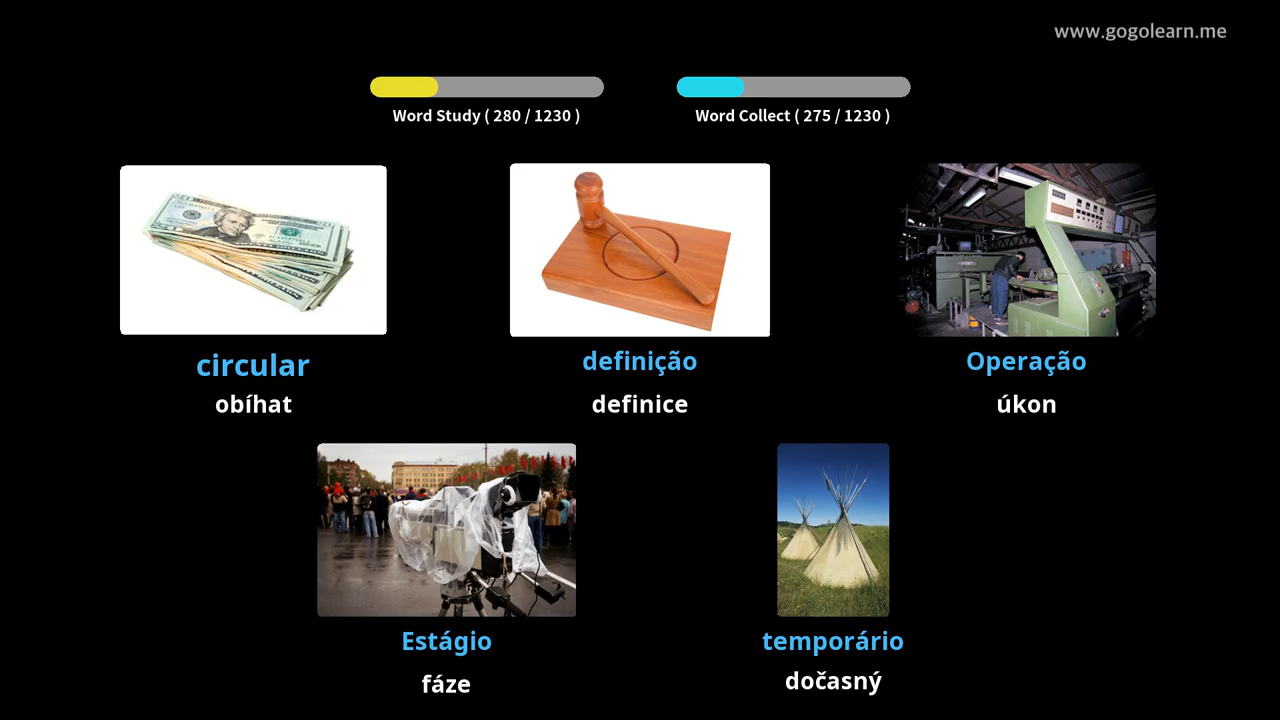 www.gogolearn.me
Word Study ( 280 / 1230 )
Word Collect ( 275 / 1230 )
circular
obíhat
definição
definice
Operação
úkon
Estágio
fáze
temporário
dočasný